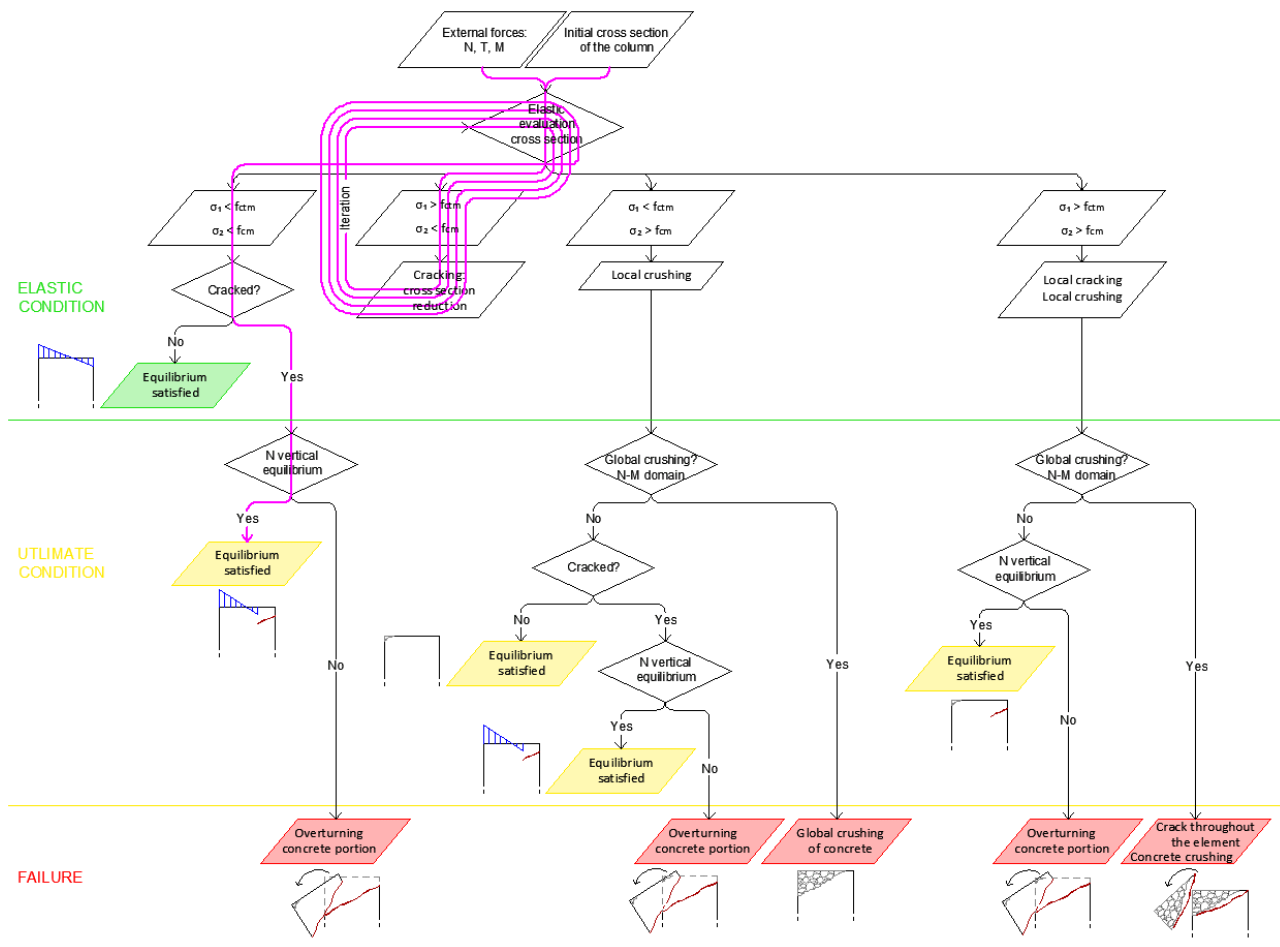 External forces:
N, T, M
Initial cross section
of the column
Elastic
evaluation
cross section
Iteration
σ₁ < fctm
σ₂ < fcm
σ₁ > fctm
σ₂ < fcm
σ₁ < fctm
σ₂ > fcm
σ₁ > fctm
σ₂ > fcm
ELASTIC
CONDITION
Cracked?
Cracking:
cross section
reduction
Local crushing
Local cracking
Local crushing
No
Yes
Equilibrium
satisfied
N vertical
equilibrium
Global crushing?
N-M domain
Global crushing?
N-M domain
UTLIMATE
CONDITION
Yes
Equilibrium
satisfied
No
No
Cracked?
No
Yes
Equilibrium
satisfied
N vertical
equilibrium
Yes
Equilibrium
satisfied
No
Yes
No
N vertical
equilibrium
Yes
Equilibrium
satisfied
No
Yes
FAILURE
Overturning
concrete portion
Overturning
concrete portion
Global crushing
of concrete
Overturning
concrete portion
Crack throughout
the element
Concrete crushing